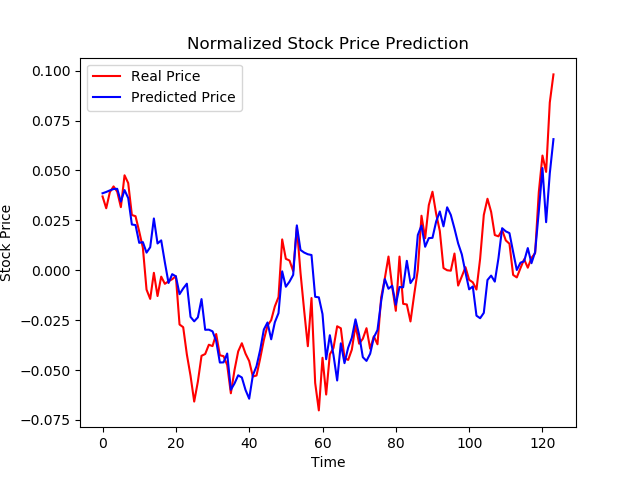 Normalized Stock Price Prediction
Real Price
Predicted Price
Stock Price
0.100
0.075
0.050
0.025
0.000
−0.025
−0.050
−0.075
0 20 40 60 80 100 120
Time